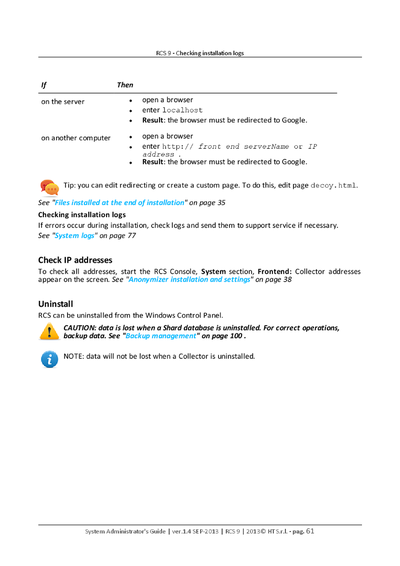 RCS 9 - Checking installation logs
If Then
on the server • open a browser
• enter localhost
• Result: the browser must be redirected to Google.
on another computer • open a browser
• enter http:// front end serverName or IP
address .
• Result: the browser must be redirected to Google.
Tip: you can edit redirecting or create a custom page. To do this, edit page decoy.html.
See "Files installed at the end of installation" on page 35
Checking installation logs
If errors occur during installation, check logs and send them to support service if necessary.
See "System logs" on page 77
Check IP addresses
To check all addresses, start the RCS Console, System section, Frontend: Collector addresses
appear on the screen. See "Anonymizer installation and settings" on page 38
Uninstall
RCS can be uninstalled from the Windows Control Panel.
CAUTION: data is lost when a Shard database is uninstalled. For correct operations,
backup data. See "Backup management" on page 100 .
NOTE: data will not be lost when a Collector is uninstalled.
System Administrator's Guide | ver.1.4 SEP-2013 | RCS 9 | 2013© HT S.r.l. - pag. 61